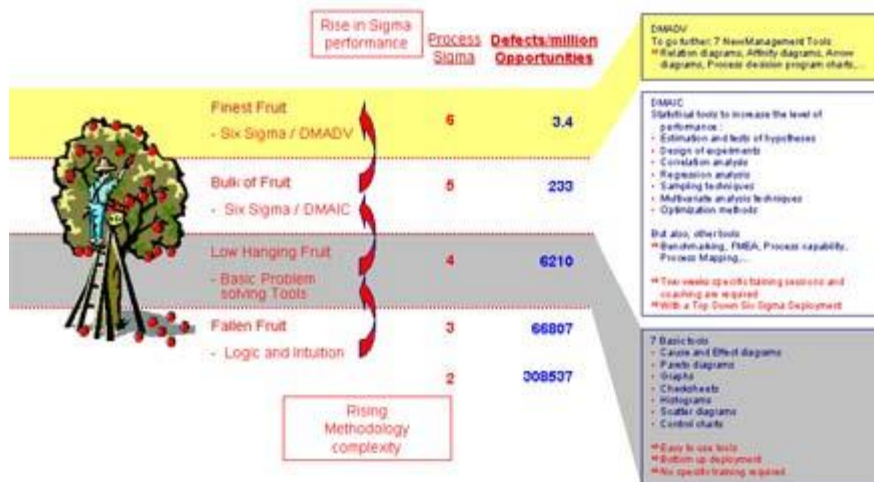 Rise in Sigma
performance
Process
Sigma
Defects/million
Opportunities
Finest Fruit
- Six Sigma / DMADV
6
3.4
Bulk of Fruit
- Six Sigma / DMAIC
5
233
Low Hanging Fruit
- Basic Problem
solving Tools
4
6210
Fallen Fruit
- Logic and Intuition
3
66807
2
308537
Rising
Methodology
complexity
DMADV
To go further: 7 New Management Tools
Relation diagrams, Affinity diagrams, Arrow
diagrams, Process decision program charts,...
DMAIC
Statistical tools to increase the level of
performance :
- Estimation and tests of hypotheses
- Design of experiments
- Correlation analysis
- Regression analysis
- Sampling techniques
- Multivariate analysis techniques
- Optimization methods
But also, other tools
Benchmarking, FMEA, Process capability,
Process Mapping,...
weeks specific training sessions and
coaching are required
With a Top Down Six Sigma Deployment
7 Basic tools
- Cause and Effect diagrams
- Pareto diagrams
- Graphs
- Checksheets
- Histograms
- Scatter diagrams
- Control charts
Easy to use tools
Bottom up deployment
No specific training required